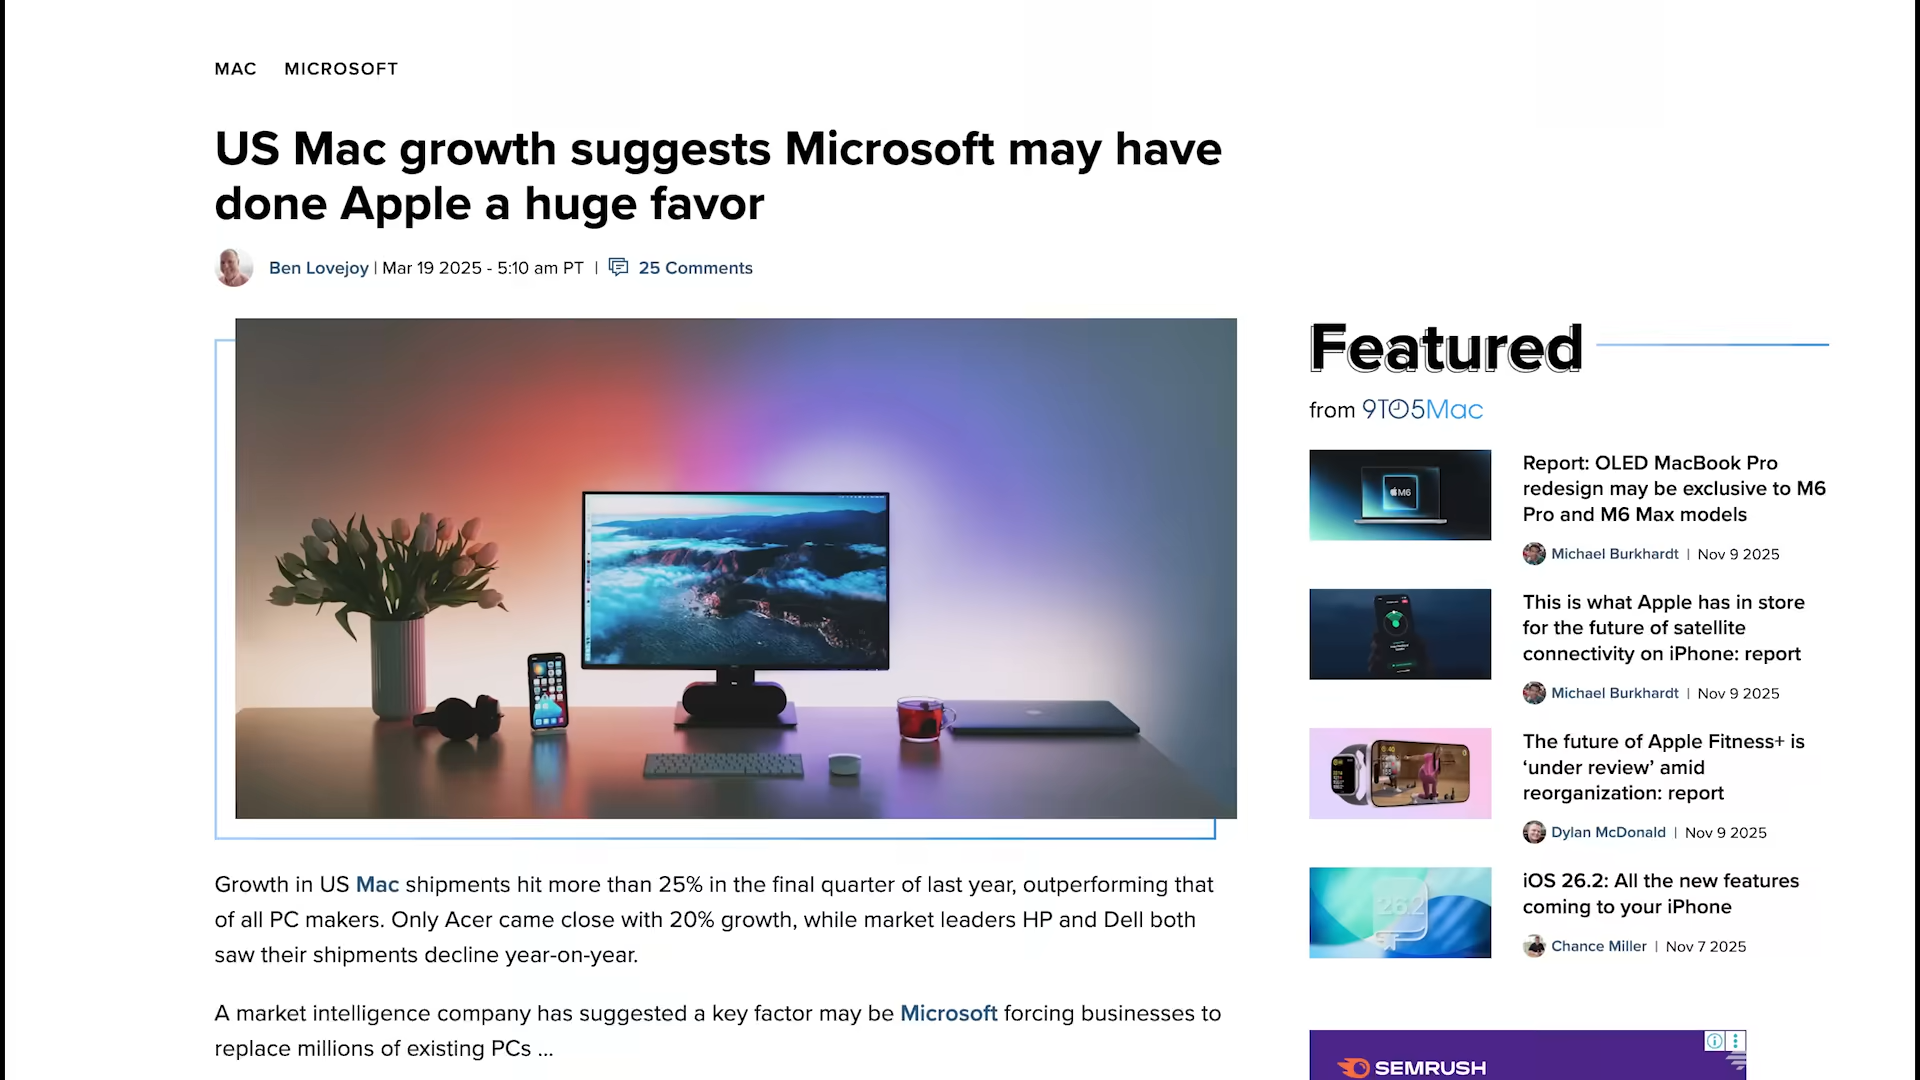 MAC MICROSOFT
US Mac growth suggests Microsoft may have
done Apple a huge favor
Ben Lovejoy | Mar 19 2025 - 5:10 am PT | 25 Comments
Featured
from 9TO5Mac
M6
Report: OLED MacBook Pro
redesign may be exclusive to M6
Pro and M6 Max models
Michael Burkhardt | Nov 9 2025
This is what Apple has in store
for the future of satellite
connectivity on iPhone: report
Michael Burkhardt | Nov 9 2025
The future of Apple Fitness+ is
‘under review’ amid
reorganization: report
Dylan McDonald | Nov 9 2025
26.2
iOS 26.2: All the new features
coming to your iPhone
Chance Miller | Nov 7 2025
Growth in US Mac shipments hit more than 25% in the final quarter of last year, outperforming that
of all PC makers. Only Acer came close with 20% growth, while market leaders HP and Dell both
saw their shipments decline year-on-year.
A market intelligence company has suggested a key factor may be Microsoft forcing businesses to
replace millions of existing PCs ...
SEMRUSH